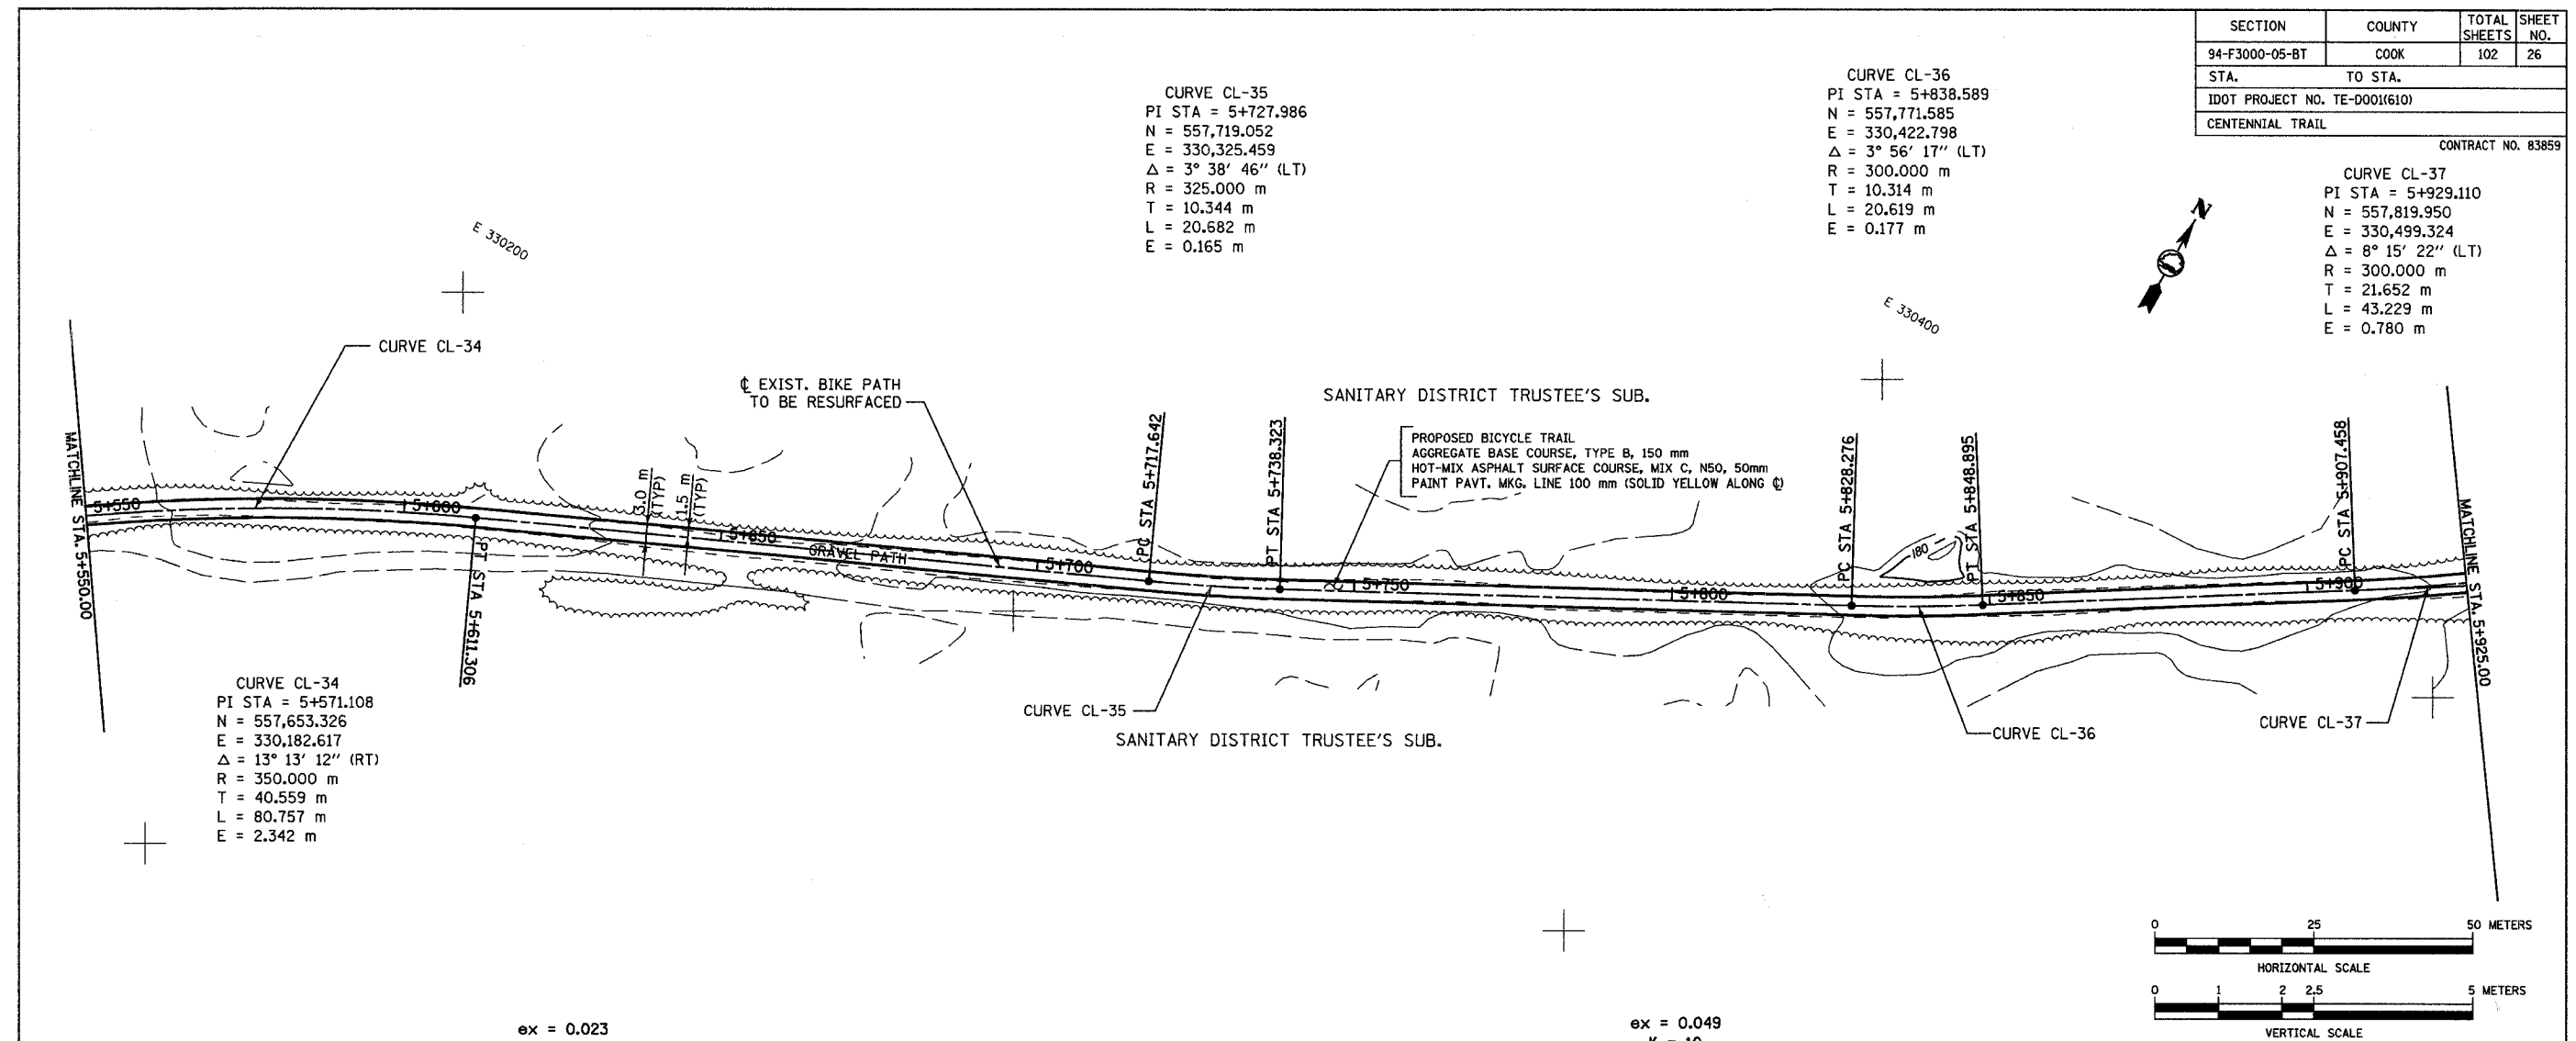 SECTION COUNTY TOTAL SHEETS SHEET NO.
94-F3000-05-BT COOK 102 26
STA. TO STA.
IDOT PROJECT NO. TE-D001(610)
CENTENNIAL TRAIL
CONTRACT NO. 83859
CURVE CL-35
PI STA = 5+727.986
N = 557,719.052
E = 330,325.459
Δ = 3° 38' 46" (LT)
R = 325.000 m
T = 10.344 m
L = 20.682 m
E = 0.165 m
CURVE CL-36
PI STA = 5+838.589
N = 557,771.585
E = 330,422.798
Δ = 3° 56' 17" (LT)
R = 300.000 m
T = 10.314 m
L = 20.619 m
E = 0.177 m
CURVE CL-37
PI STA = 5+929.110
N = 557,819.950
E = 330,499.324
Δ = 8° 15' 22" (LT)
R = 300.000 m
T = 21.652 m
L = 43.229 m
E = 0.780 m
N
E 330200
E 330400
CURVE CL-34
℄ EXIST. BIKE PATH
TO BE RESURFACED
SANITARY DISTRICT TRUSTEE'S SUB.
PROPOSED BICYCLE TRAIL
AGGREGATE BASE COURSE, TYPE B, 150 mm
HOT-MIX ASPHALT SURFACE COURSE, MIX C, N50, 50mm
PAINT PAVT. MKG. LINE 100 mm (SOLID YELLOW ALONG ℄)
MATCHLINE STA. 5+550.00
5+550
5+600
PT STA 5+611.306
3.0 m
(TYP)
1.5 m
(TYP)
5+650
GRAVEL PATH
5+700
PC STA 5+717.642
PT STA 5+738.323
5+750
5+800
PC STA 5+828.276
180
PT STA 5+848.895
5+850
5+900
PC STA 5+907.458
MATCHLINE STA. 5+925.00
CURVE CL-34
PI STA = 5+571.108
N = 557,653.326
E = 330,182.617
Δ = 13° 13' 12" (RT)
R = 350.000 m
T = 40.559 m
L = 80.757 m
E = 2.342 m
CURVE CL-35
SANITARY DISTRICT TRUSTEE'S SUB.
CURVE CL-36
CURVE CL-37
0 25 50 METERS
HORIZONTAL SCALE
0 1 2 2.5 5 METERS
VERTICAL SCALE
ex = 0.023
ex = 0.049